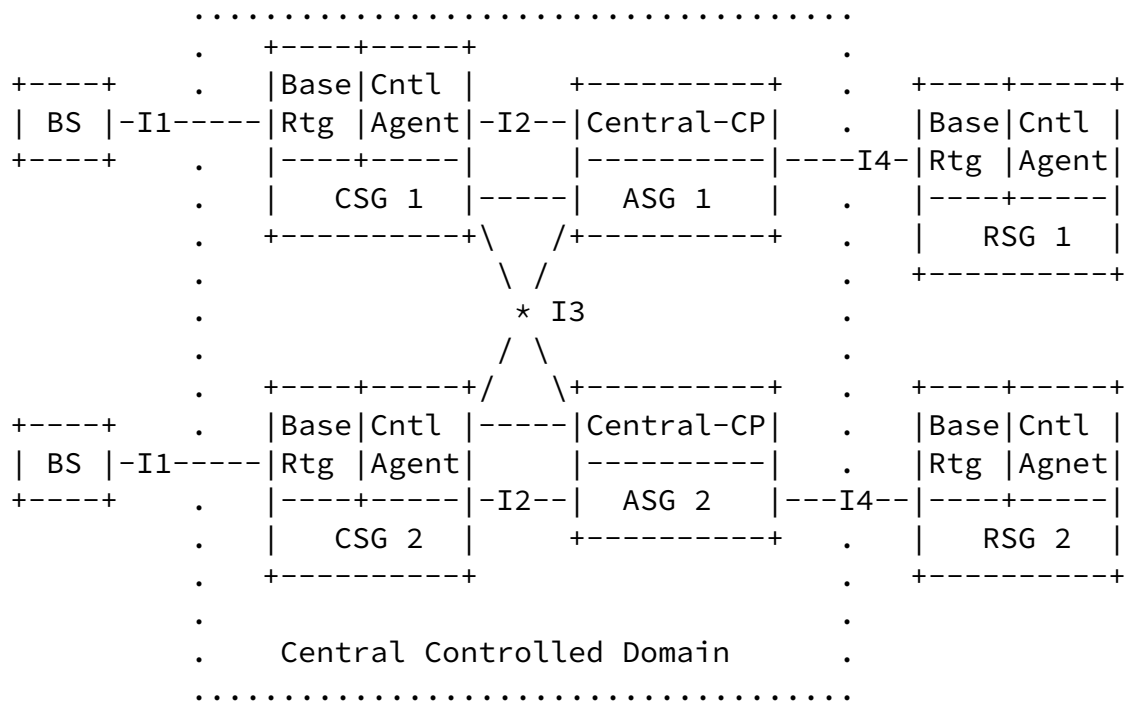 |Base|Cntl |
| BS |-I1-----|Rtg |Agent|-I2--|Central-CP| . |Base|Cntl |
|----I4-|Rtg |Agent|
| CSG 1 |-----| ASG 1 |
| RSG 1 |
* I3
|Base|Cntl |-----|Central-CP| . |Base|Cntl |
| BS |-I1-----|Rtg |Agent| |----------| . |Rtg |Agnet|
|-I2--| ASG 2 |---I4--|
| CSG 2 | . | RSG 2 |
Central Controlled Domain